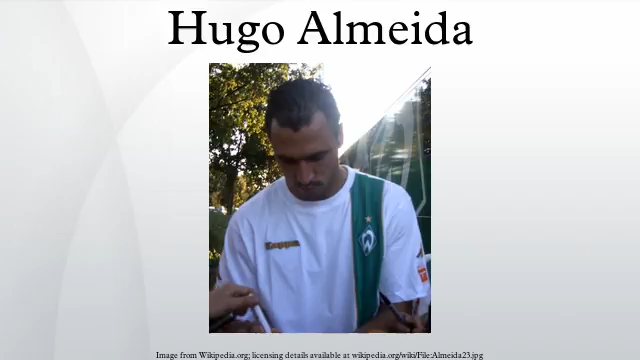 Hugo Almeida
Kappa
Image from Wikipedia.org; licensing details available at wikipedia.org/wiki/File:Almeida23.jpg